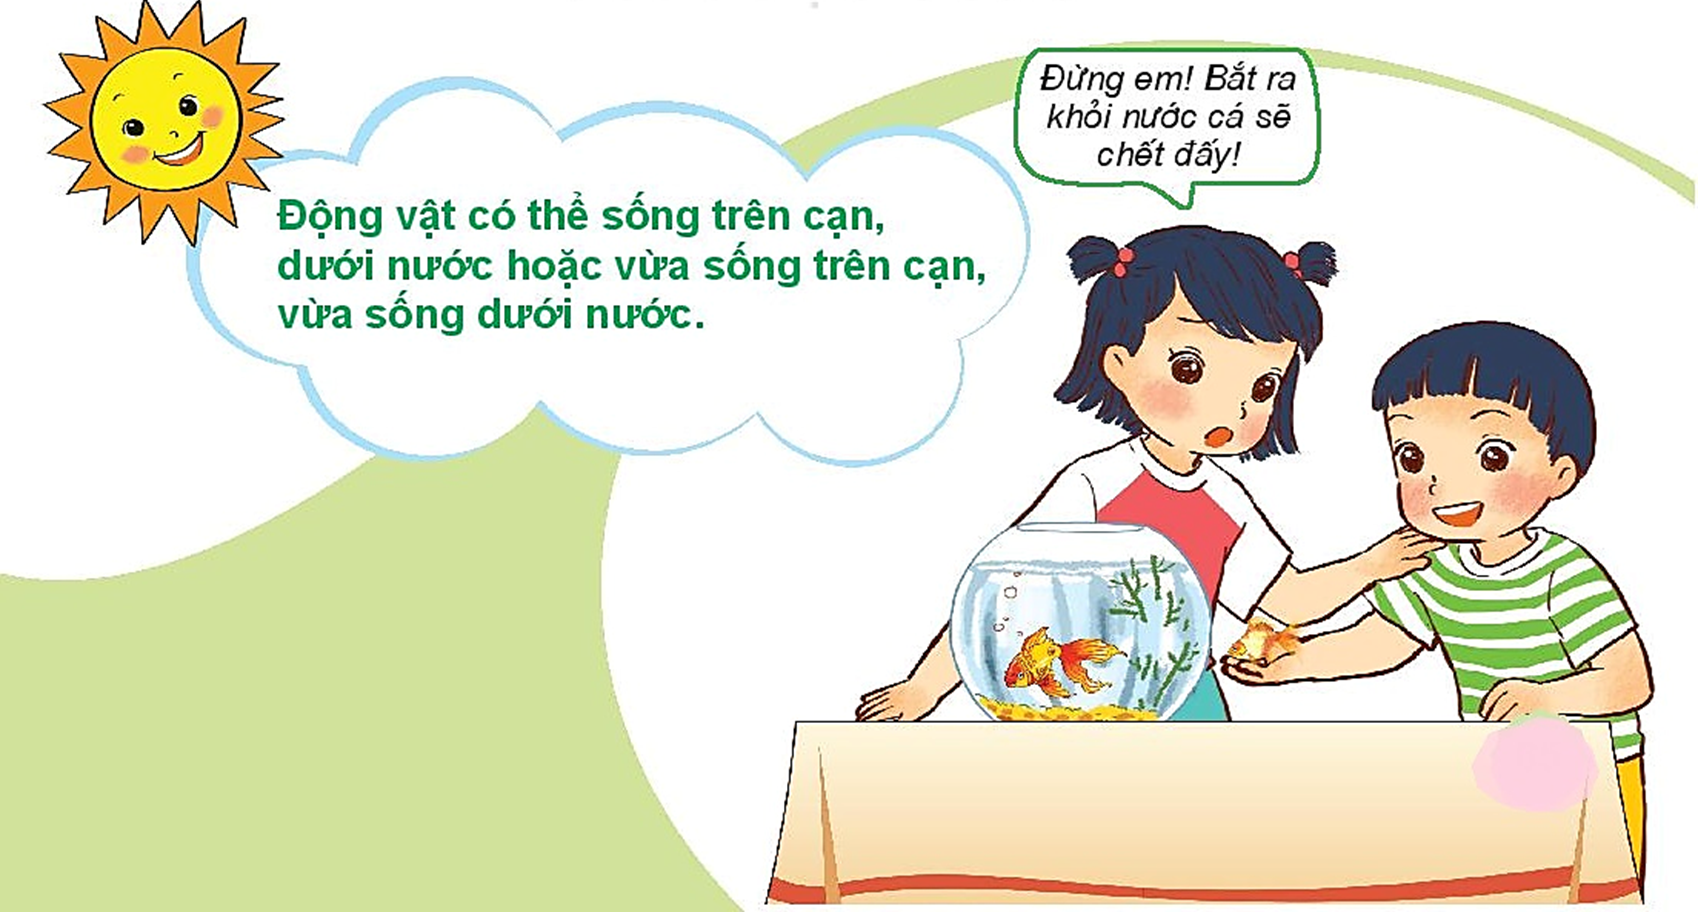 Động vật có thể sống trên cạn,
dưới nước hoặc vừa sống trên cạn,
vừa sống dưới nước.
Đừng em! Bắt ra
khỏi nước cá sẽ
chết đấy!